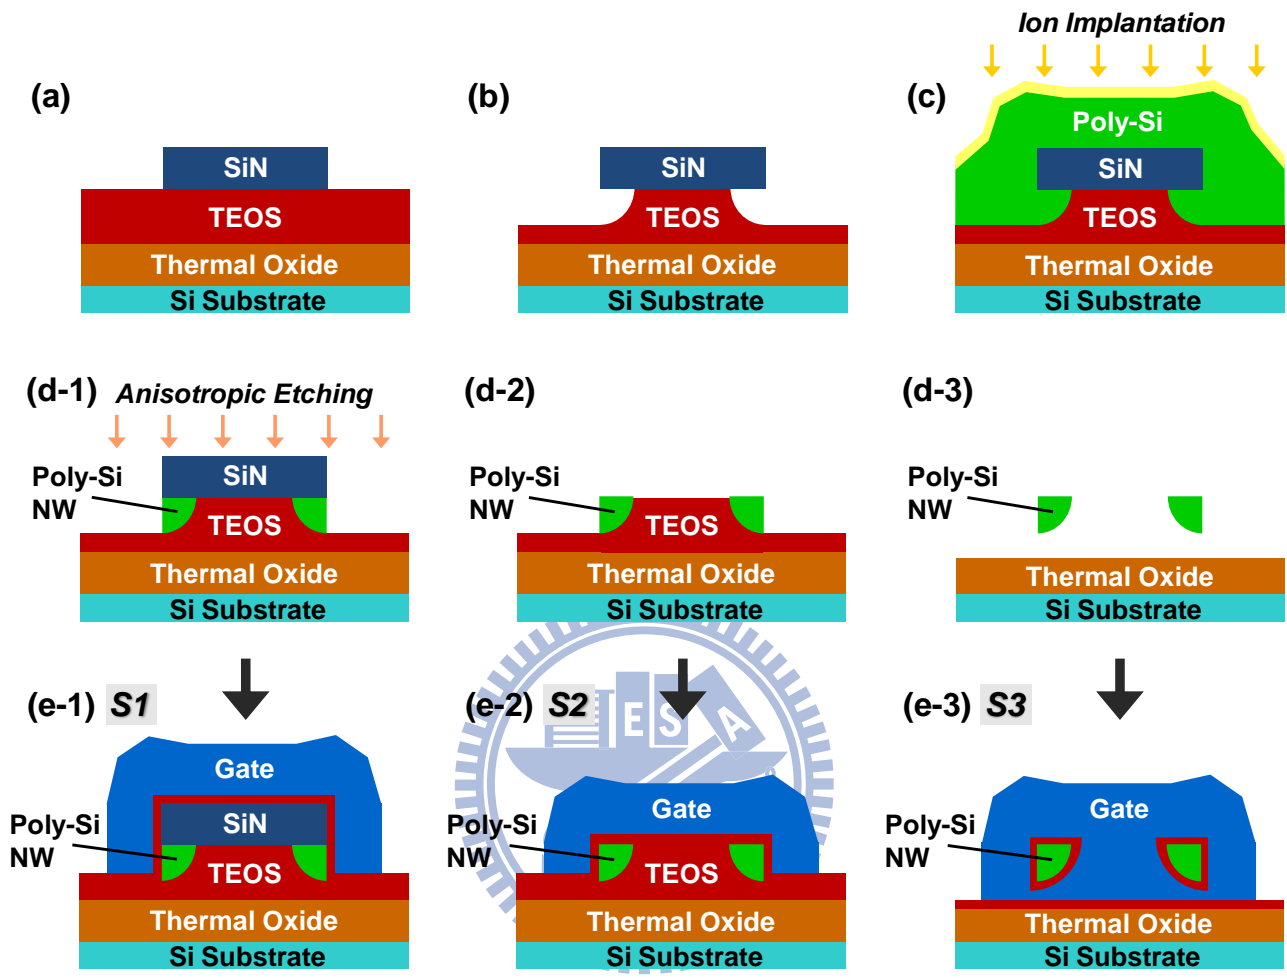 Ion Implantation
(a)
SiN
TEOS
Thermal Oxide
Si Substrate
(b)
SiN
TEOS
Thermal Oxide
Si Substrate
(c)
Poly-Si
SiN
TEOS
Thermal Oxide
Si Substrate
(d-1)
Anisotropic Etching
Poly-Si
NW
SiN
TEOS
Thermal Oxide
Si Substrate
(d-2)
Poly-Si
NW
TEOS
Thermal Oxide
Si Substrate
(d-3)
Poly-Si
NW
Thermal Oxide
Si Substrate
(e-1) S1
Gate
Poly-Si
NW
SiN
TEOS
Thermal Oxide
Si Substrate
(e-2) S2
ESA
Gate
Poly-Si
NW
TEOS
Thermal Oxide
Si Substrate
(e-3) S3
Gate
Poly-Si
NW
Thermal Oxide
Si Substrate